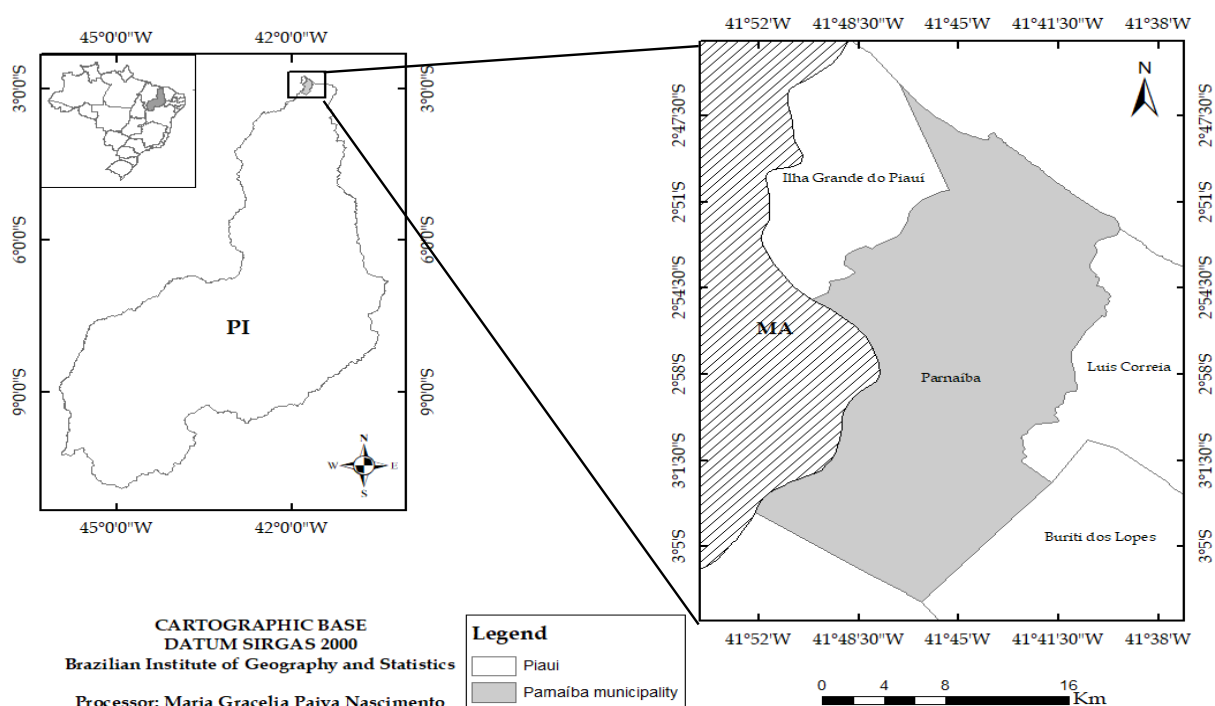 45°0'0"W 42°0'0"W
3°0'0"S 3°0'0"S
6°0'0"S 6°0'0"S
9°0'0"S 9°0'0"S
PI
N
W E
S
45°0'0"W 42°0'0"W
41°52'W 41°48'30"W 41°45'W 41°41'30"W 41°38'W
N
2°47'30"S 2°47'30"S
Ilha Grande do Piauí
2°51'S 2°51'S
2°54'30"S 2°54'30"S
MA
2°58'S 2°58'S
Parnaíba
Luis Correia
3°1'30"S 3°1'30"S
Buriti dos Lopes
3°5'S 3°5'S
41°52'W 41°48'30"W 41°45'W 41°41'30"W 41°38'W
CARTOGRAPHIC BASE
DATUM SIRGAS 2000
Brazilian Institute of Geography and Statistics
Processor: Maria Gracelia Paiva Nascimento
Legend
Piaui
Parnaíba municipality
0 4 8 16
Km